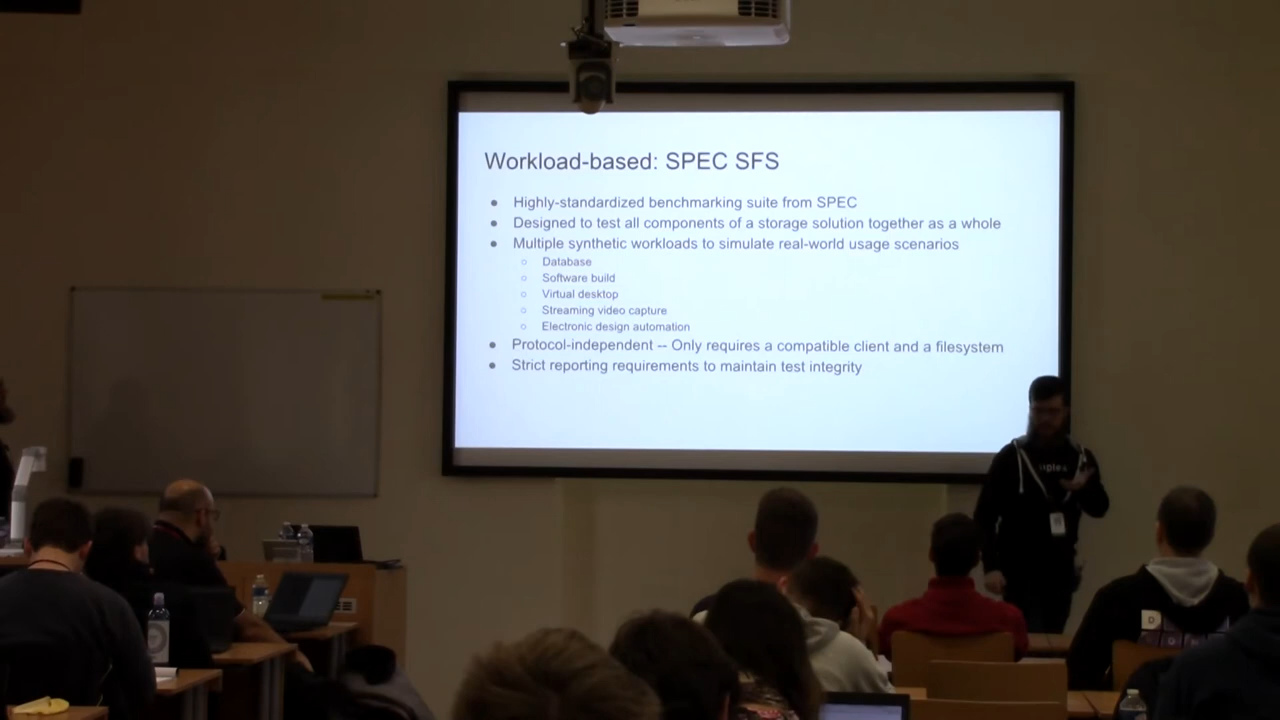 Workload-based: SPEC SFS
● Highly-standardized benchmarking suite from SPEC
● Designed to test all components of a storage solution together as a whole
● Multiple synthetic workloads to simulate real-world usage scenarios
○ Database
○ Software build
○ Virtual desktop
○ Streaming video capture
○ Electronic design automation
● Protocol-independent -- Only requires a compatible client and a filesystem
● Strict reporting requirements to maintain test integrity